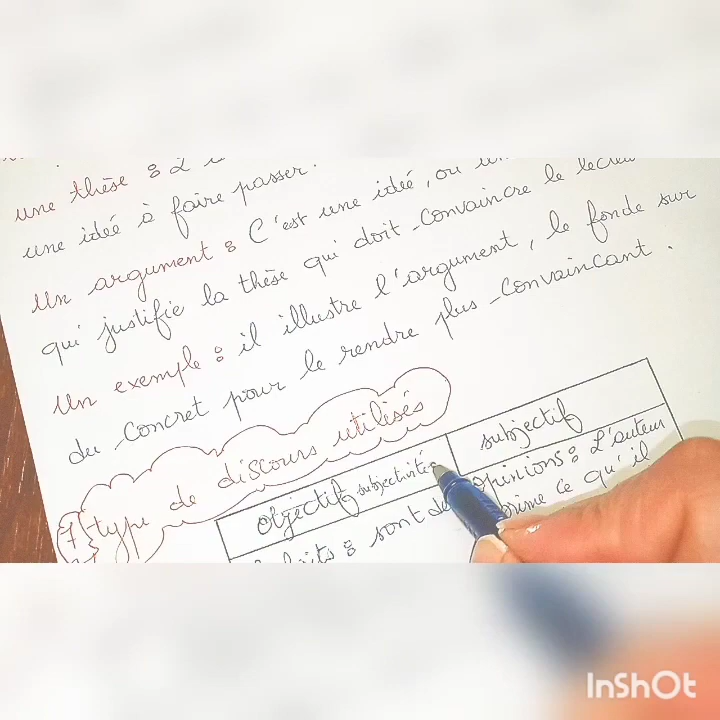 une thèse :
une idée à faire passer.
un argument : C'est une idée, ou
qui justifie la thèse qui doit convaincre le
un exemple : il illustre l'argument, le fonde sur
du concret pour le rendre plus convaincant.
7) type de discours utilisés
objectif subjectivité subjectif
sont opinions : L'auteur
ce qu'il
InShOt